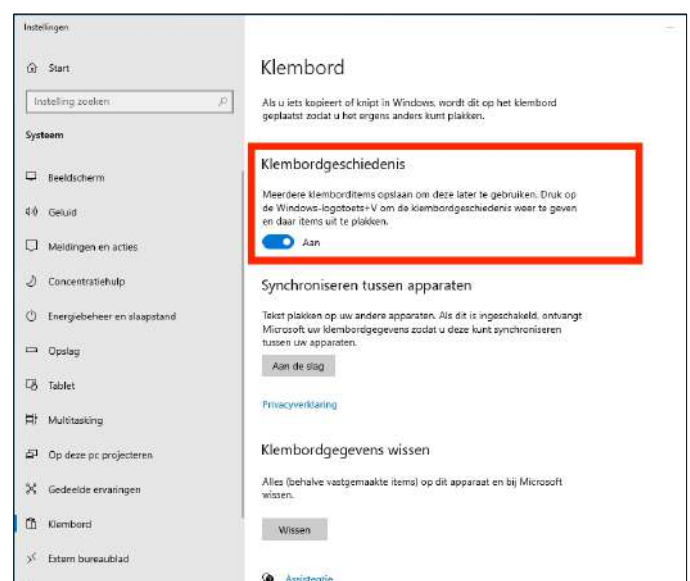 Instellingen
Start
Instelling zoeken
Systeem
Beeldscherm
Geluid
Meldingen en acties
Concentratiehulp
Energiebeheer en slaapstand
Opslag
Tablet
Multitasking
Op deze pc projecteren
Gedeelde ervaringen
Klembord
Extern bureaublad
Klembord
Als u iets kopieert of knipt in Windows, wordt dit op het klembord
geplaatst zodat u het ergens anders kunt plakken.
Klembordgeschiedenis
Meerdere klemborditems opslaan om deze later te gebruiken. Druk op
de Windows-logotoets+V om de klembordgeschiedenis weer te geven
en daar items uit te plakken.
Aan
Synchroniseren tussen apparaten
Tekst plakken op uw andere apparaten. Als dit is ingeschakeld, ontvangt
Microsoft uw klembordgegevens zodat u deze kunt synchroniseren
tussen uw apparaten.
Aan de slag
Privacyverklaring
Klembordgegevens wissen
Alles (behalve vastgemaakte items) op dit apparaat en bij Microsoft
wissen.
Wissen
Assistentie